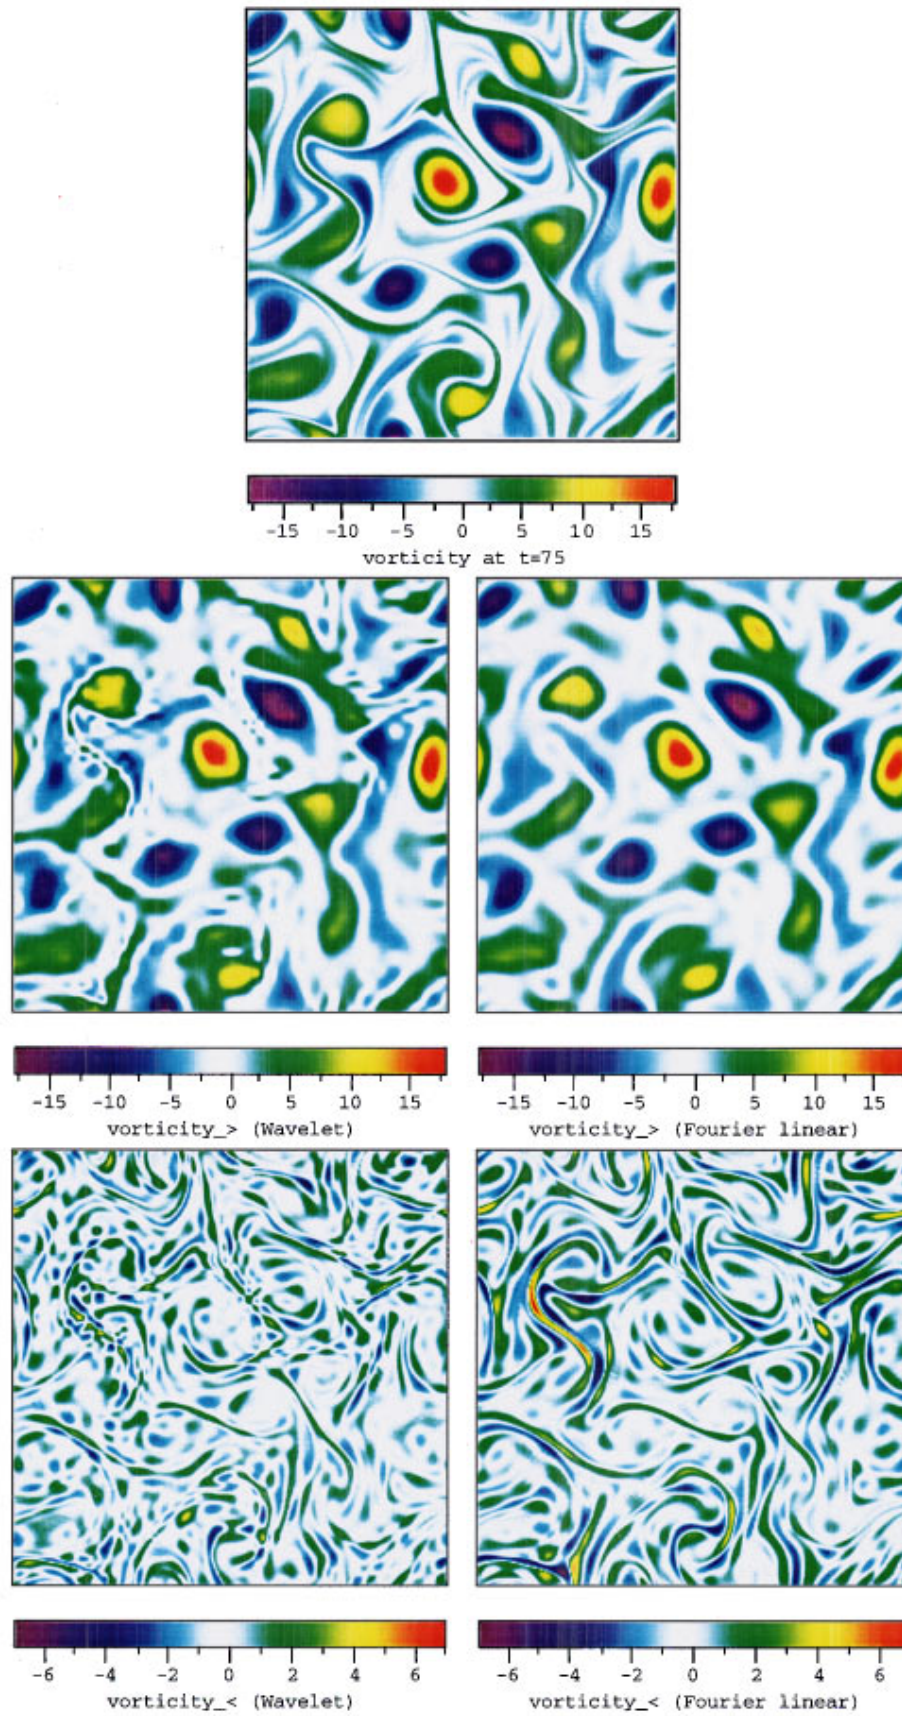 -15 -10 -5 0 5 10 15
vorticity at t=75
-15 -10 -5 0 5 10 15
vorticity_> (Wavelet)
-15 -10 -5 0 5 10 15
vorticity_> (Fourier linear)
-6 -4 -2 0 2 4 6
vorticity_< (Wavelet)
-6 -4 -2 0 2 4 6
vorticity_< (Fourier linear)